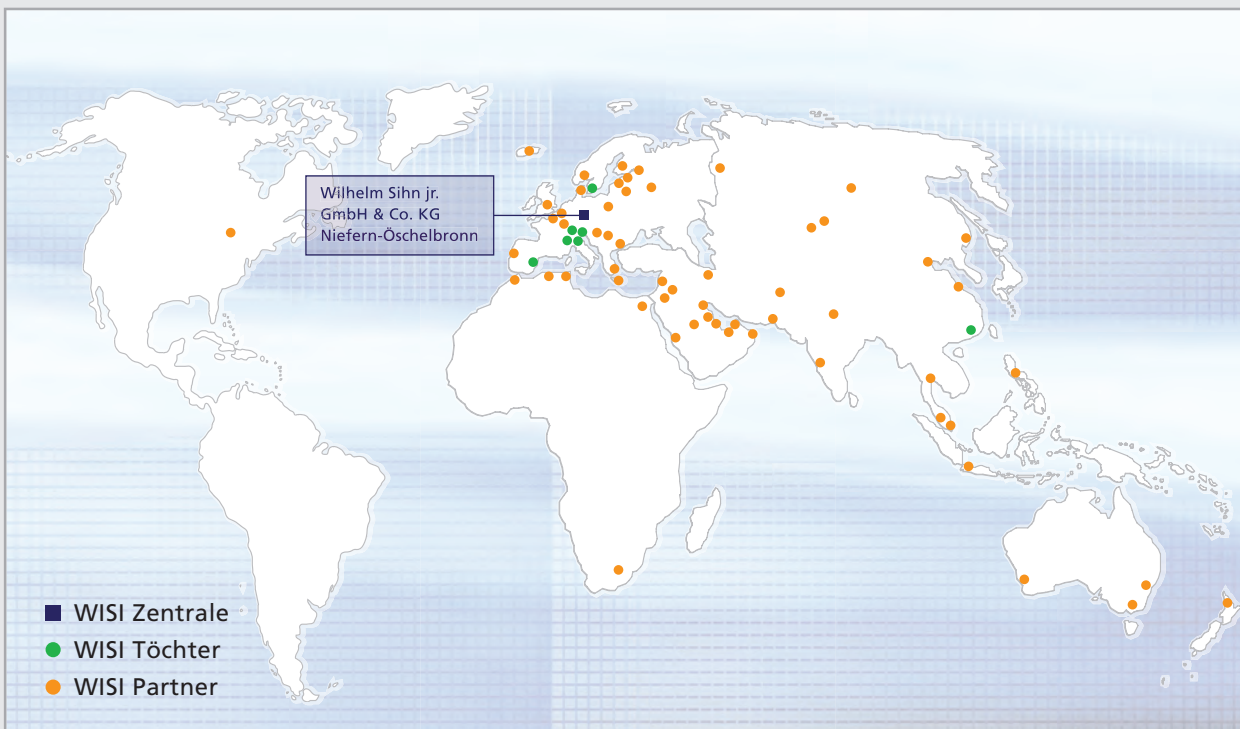 Wilhelm Sihn jr.
GmbH & Co. KG
Niefern-Öschelbronn
WISI Zentrale
WISI Töchter
WISI Partner